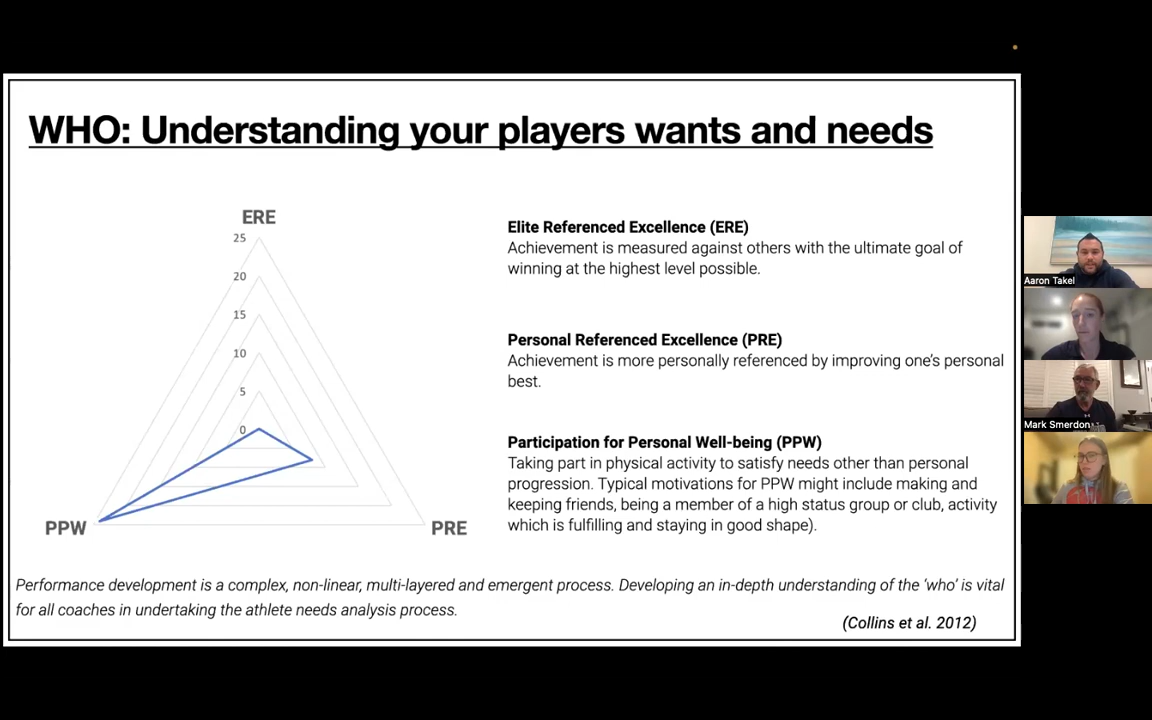 WHO: Understanding your players wants and needs
ERE
25
20
15
10
5
0
PPW
PRE
Elite Referenced Excellence (ERE)
Achievement is measured against others with the ultimate goal of
winning at the highest level possible.
Personal Referenced Excellence (PRE)
Achievement is more personally referenced by improving one's personal
best.
Participation for Personal Well-being (PPW)
Taking part in physical activity to satisfy needs other than personal
progression. Typical motivations for PPW might include making and
keeping friends, being a member of a high status group or club, activity
which is fulfilling and staying in good shape).
Performance development is a complex, non-linear, multi-layered and emergent process. Developing an in-depth understanding of the ‘who’ is vital
for all coaches in undertaking the athlete needs analysis process.
(Collins et al. 2012)
Aaron Takel
Mark Smerdon